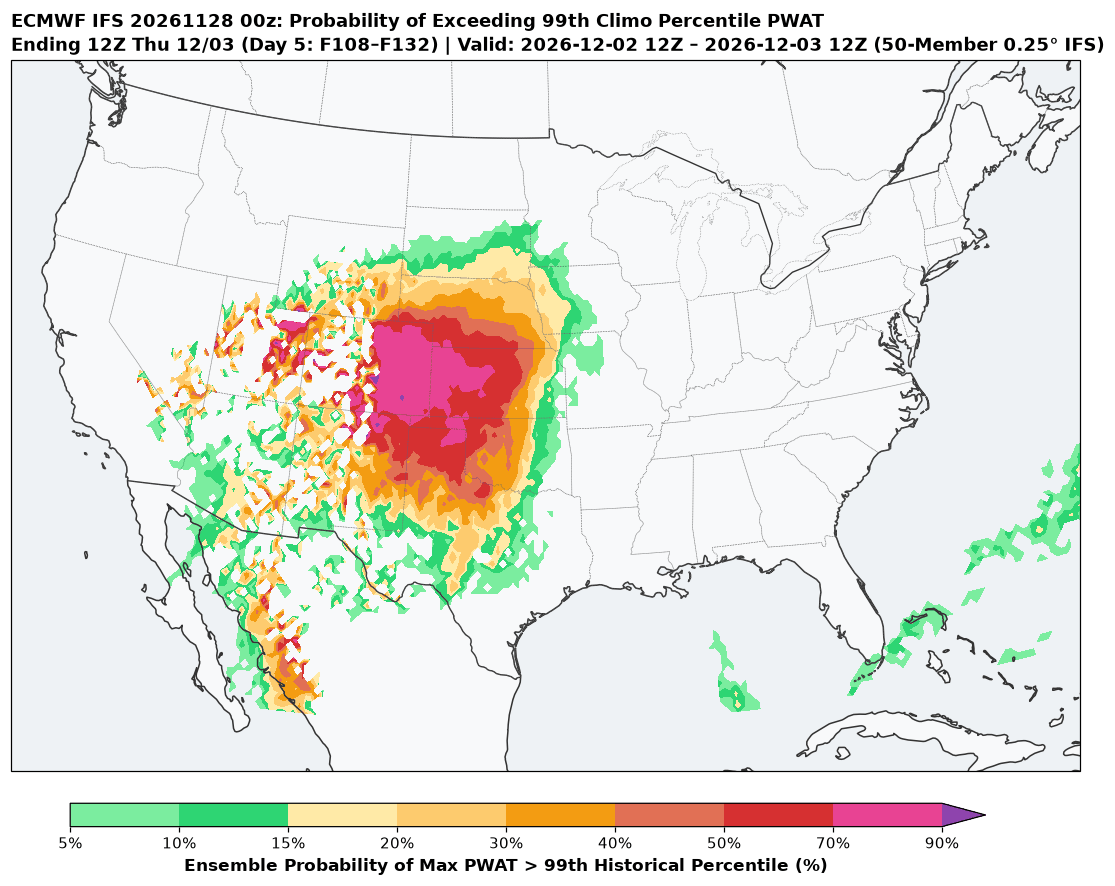 ECMWF IFS 20261128 00z: Probability of Exceeding 99th Climo Percentile PWAT
Ending 12Z Thu 12/03 (Day 5: F108–F132) | Valid: 2026-12-02 12Z – 2026-12-03 12Z (50-Member 0.25° IFS)
5% 10% 15% 20% 30% 40% 50% 70% 90%
Ensemble Probability of Max PWAT > 99th Historical Percentile (%)